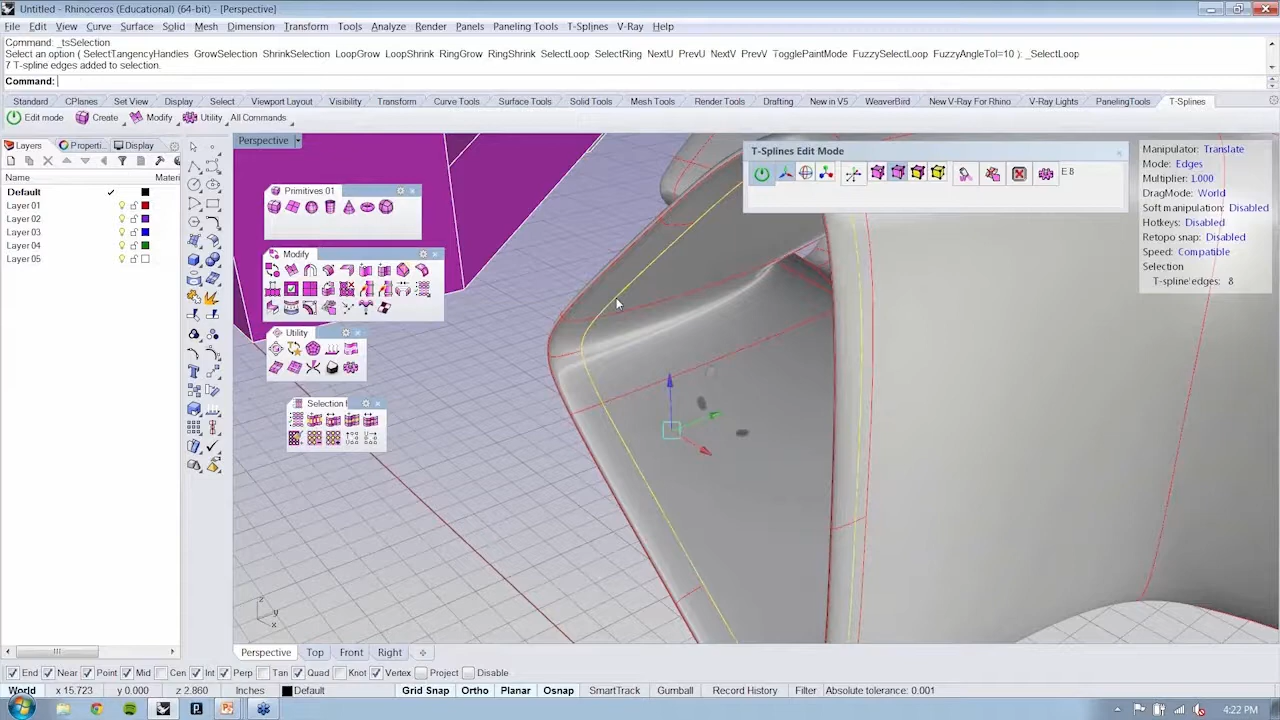 Untitled - Rhinoceros (Educational) (64-bit) - [Perspective]
File Edit View Curve Surface Solid Mesh Dimension Transform Tools Analyze Render Panels Paneling Tools T-Splines V-Ray Help
Command: _tsSelection
Select an option ( SelectTangencyHandles GrowSelection ShrinkSelection LoopGrow LoopShrink RingGrow RingShrink SelectLoop SelectRing NextU PrevU NextV PrevV TogglePaintMode FuzzySelectLoop FuzzyAngleTol=10 ): _SelectLoop
7 T-spline edges added to selection.
Command:
Standard CPlanes Set View Display Select Viewport Layout Visibility Transform Curve Tools Surface Tools Solid Tools Mesh Tools Render Tools Drafting New in V5 WeaverBird New V-Ray For Rhino V-Ray Lights PanelingTools T-Splines
Edit mode Create Modify Utility All Commands
Layers Properti... Display
Name Materi
Default
Layer 01
Layer 02
Layer 03
Layer 04
Layer 05
Perspective
Primitives 01
Modify
Utility
Selection
T-Splines Edit Mode
E 8
Manipulator: Translate
Mode: Edges
Multiplier: 1.000
DragMode: World
Soft manipulation: Disabled
Hotkeys: Disabled
Retopo snap: Disabled
Speed: Compatible
Selection
T-spline edges: 8
z
y
x
Perspective Top Front Right
End Near Point Mid Cen Int Perp Tan Quad Knot Vertex Project Disable
World x 15.723 y 0.000 z 2.860 Inches Default Grid Snap Ortho Planar Osnap SmartTrack Gumball Record History Filter Absolute tolerance: 0.001
4:22 PM